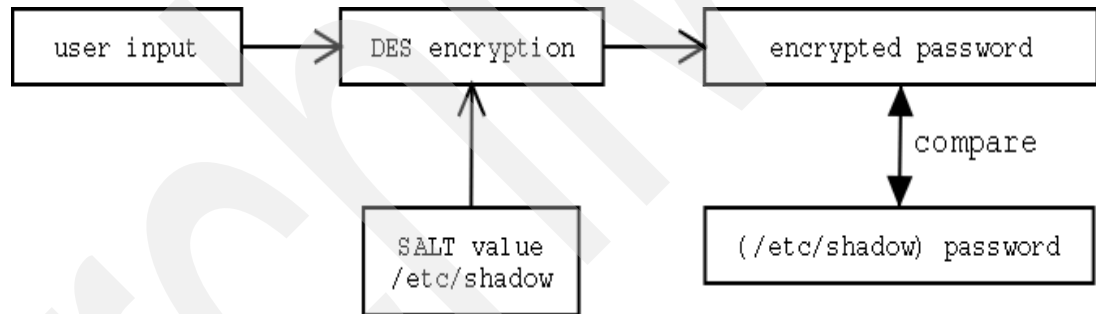 user input
DES encryption
encrypted password
compare
SALT value
/etc/shadow
(/etc/shadow) password